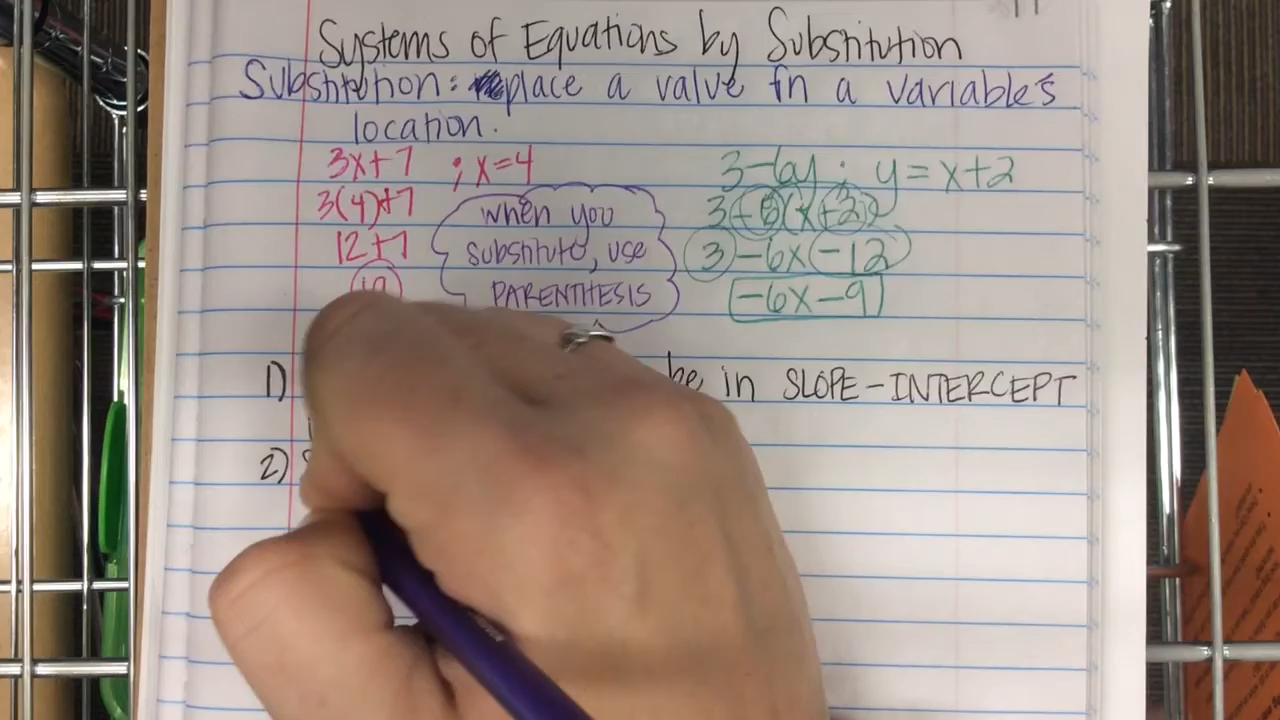 Systems of Equations by Substitution
Substitution: replace a value in a variable's
location.
3x+7 ; x=4
3(4)+7
12+7
19
when you
substitute, use
PARENTHESIS
3-6y ; y = x+2
3-6(x+2)
3-6x-12
-6x-9
1) be in SLOPE-INTERCEPT
2)